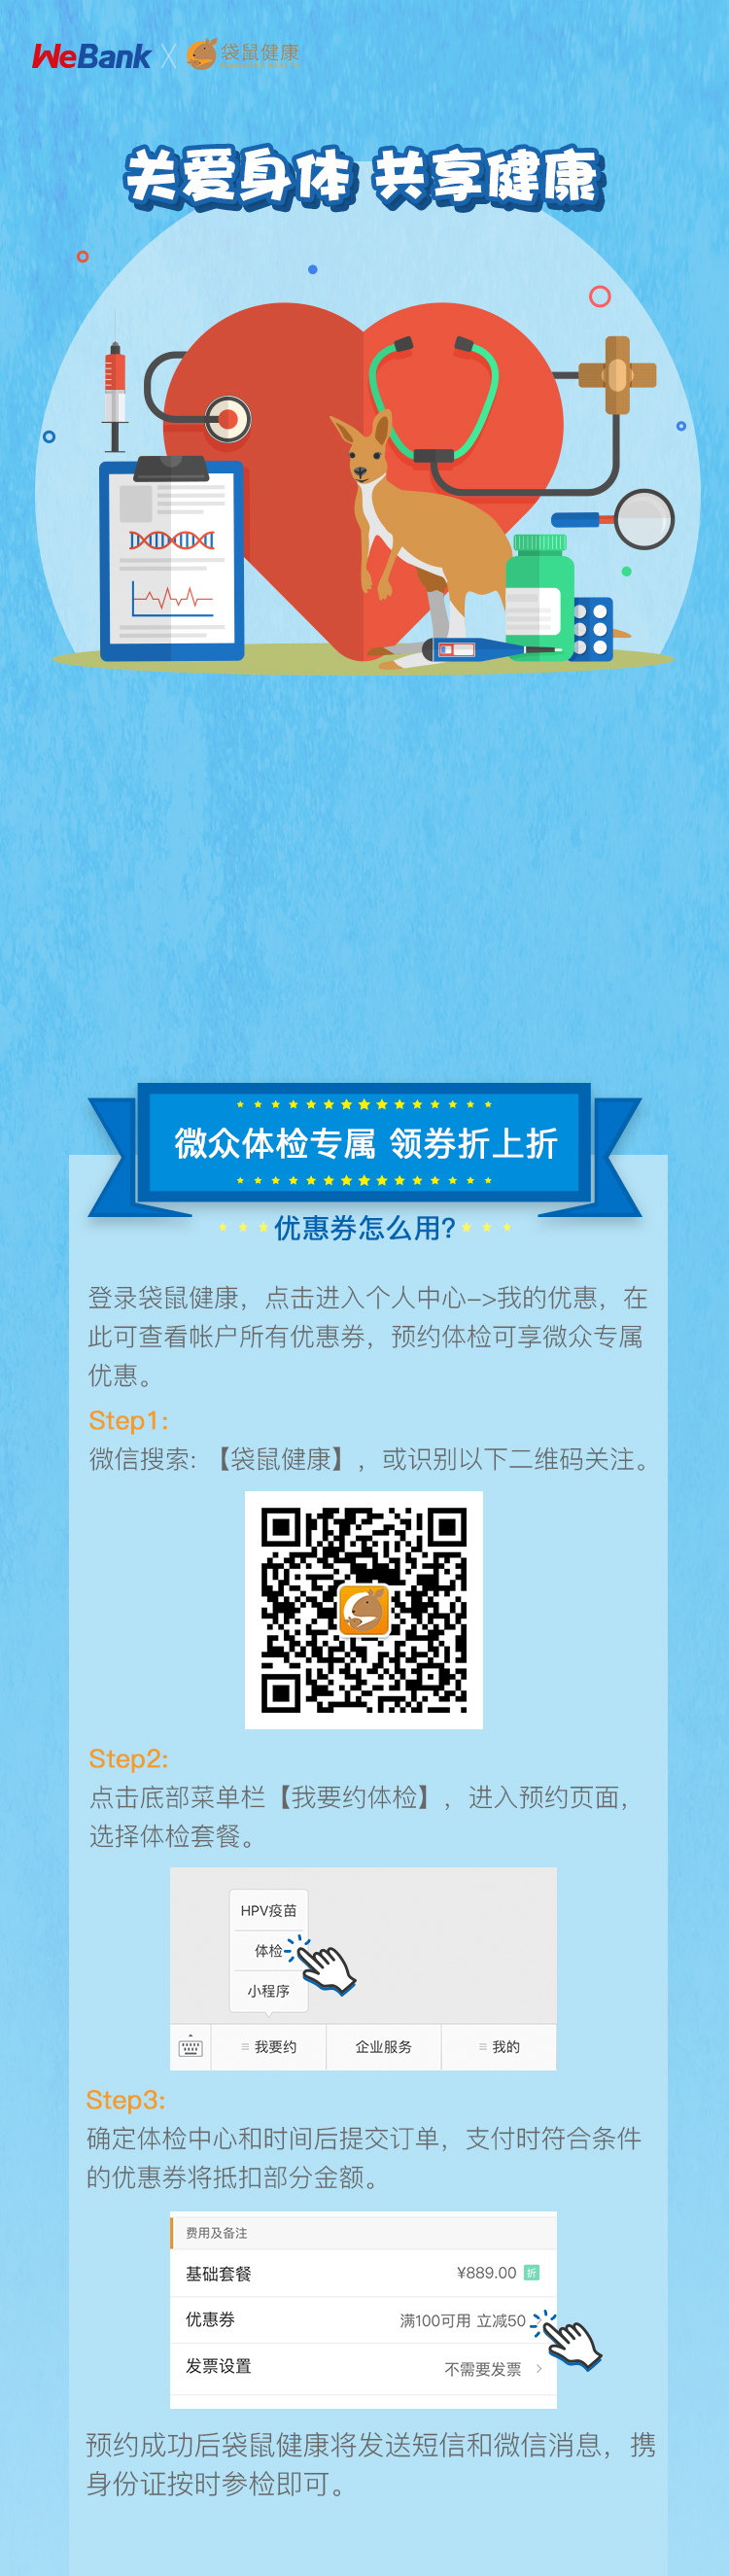 WeBank
袋鼠健康
关爱身体 共享健康
微众体检专属 领券折上折
优惠券怎么用?
登录袋鼠健康，点击进入个人中心->我的优惠，在
此可查看帐户所有优惠券，预约体检可享微众专属
优惠。
Step1:
微信搜索:【袋鼠健康】，或识别以下二维码关注。
Step2:
点击底部菜单栏【我要约体检】，进入预约页面，
选择体检套餐。
HPV疫苗
体检
小程序
我要约 企业服务 我的
Step3:
确定体检中心和时间后提交订单，支付时符合条件
的优惠券将抵扣部分金额。
费用及备注
基础套餐 ¥889.00 折
优惠券 满100可用 立减50
发票设置 不需要发票
预约成功后袋鼠健康将发送短信和微信消息，携
身份证按时参检即可。